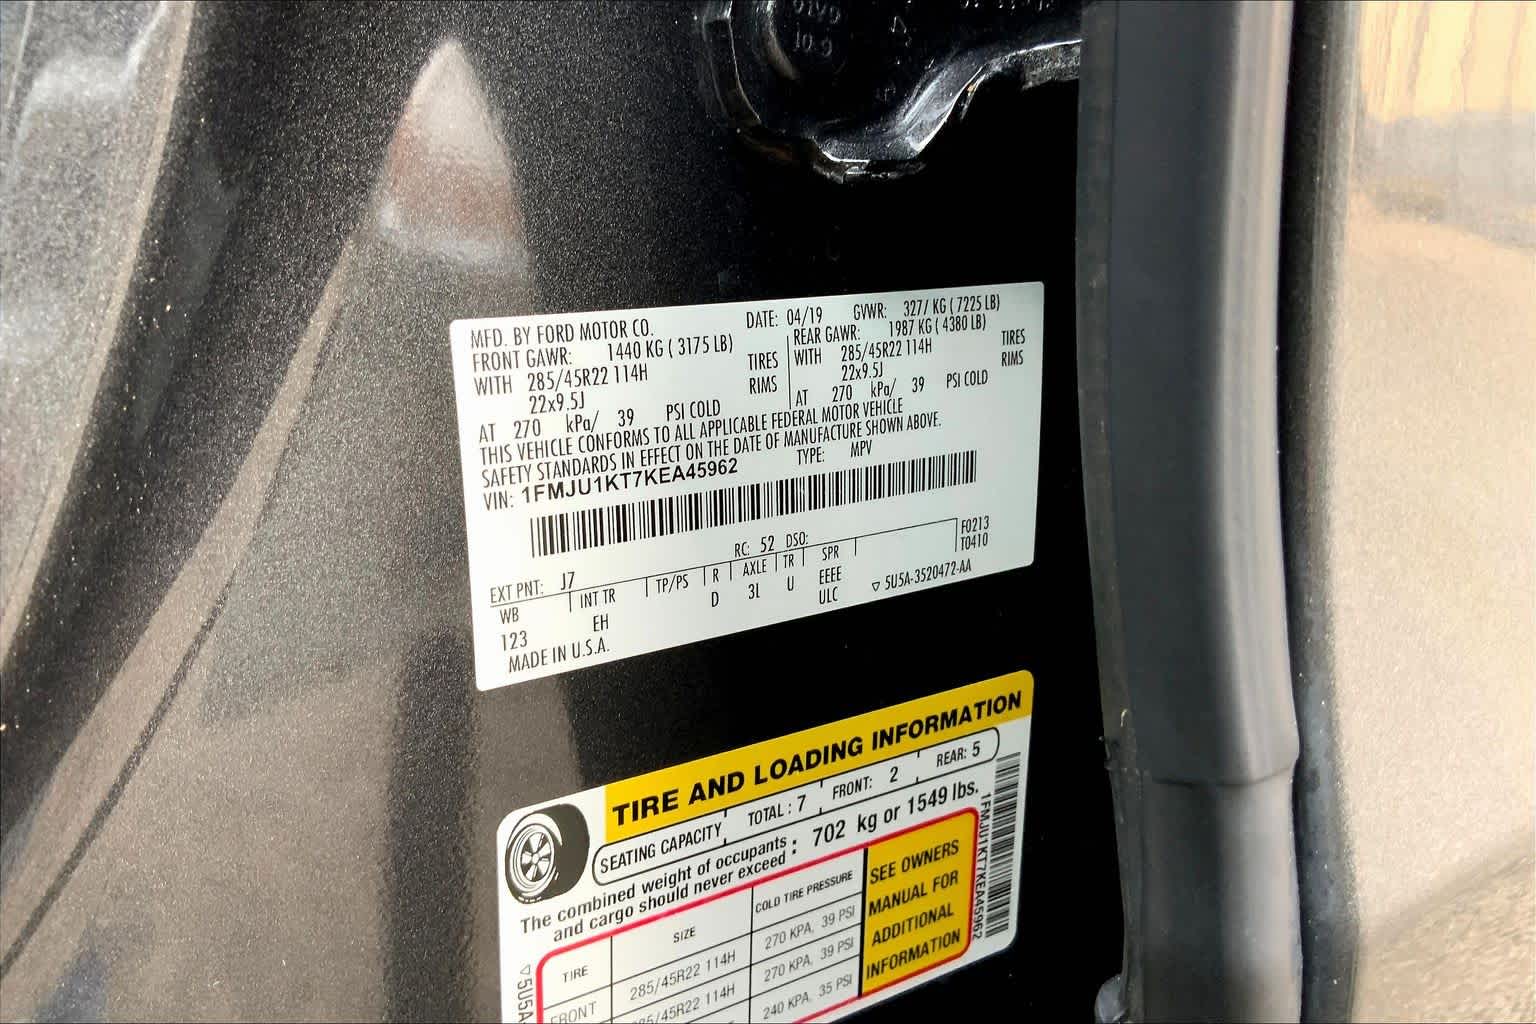 MFD. BY FORD MOTOR CO.
DATE: 04/19 GVWR: 327/ KG ( 7225 LB)
FRONT GAWR: 1440 KG ( 3175 LB)
REAR GAWR: 1987 KG ( 4380 LB)
WITH 285/45R22 114H TIRES
WITH 285/45R22 114H TIRES
22x9.5J RIMS
22x9.5J RIMS
AT 270 kPa/ 39 PSI COLD
AT 270 kPa/ 39 PSI COLD
THIS VEHICLE CONFORMS TO ALL APPLICABLE FEDERAL MOTOR VEHICLE
SAFETY STANDARDS IN EFFECT ON THE DATE OF MANUFACTURE SHOWN ABOVE.
VIN: 1FMJU1KT7KEA45962 TYPE: MPV
F0213
T0410
EXT PNT: J7 RC: 52 DSO:
WB INT TR TP/PS R AXLE TR SPR
123 EH D 3L U EEEE
ULC ▽ 5U5A-3520472-AA
MADE IN U.S.A.
TIRE AND LOADING INFORMATION
SEATING CAPACITY TOTAL: 7 FRONT: 2 REAR: 5
The combined weight of occupants
and cargo should never exceed : 702 kg or 1549 lbs.
TIRE SIZE COLD TIRE PRESSURE
FRONT 285/45R22 114H 270 KPA, 39 PSI
285/45R22 114H 270 KPA, 39 PSI
240 KPA, 35 PSI
SEE OWNERS
MANUAL FOR
ADDITIONAL
INFORMATION
1FMJU1KT7KEA45962
▽5U5A